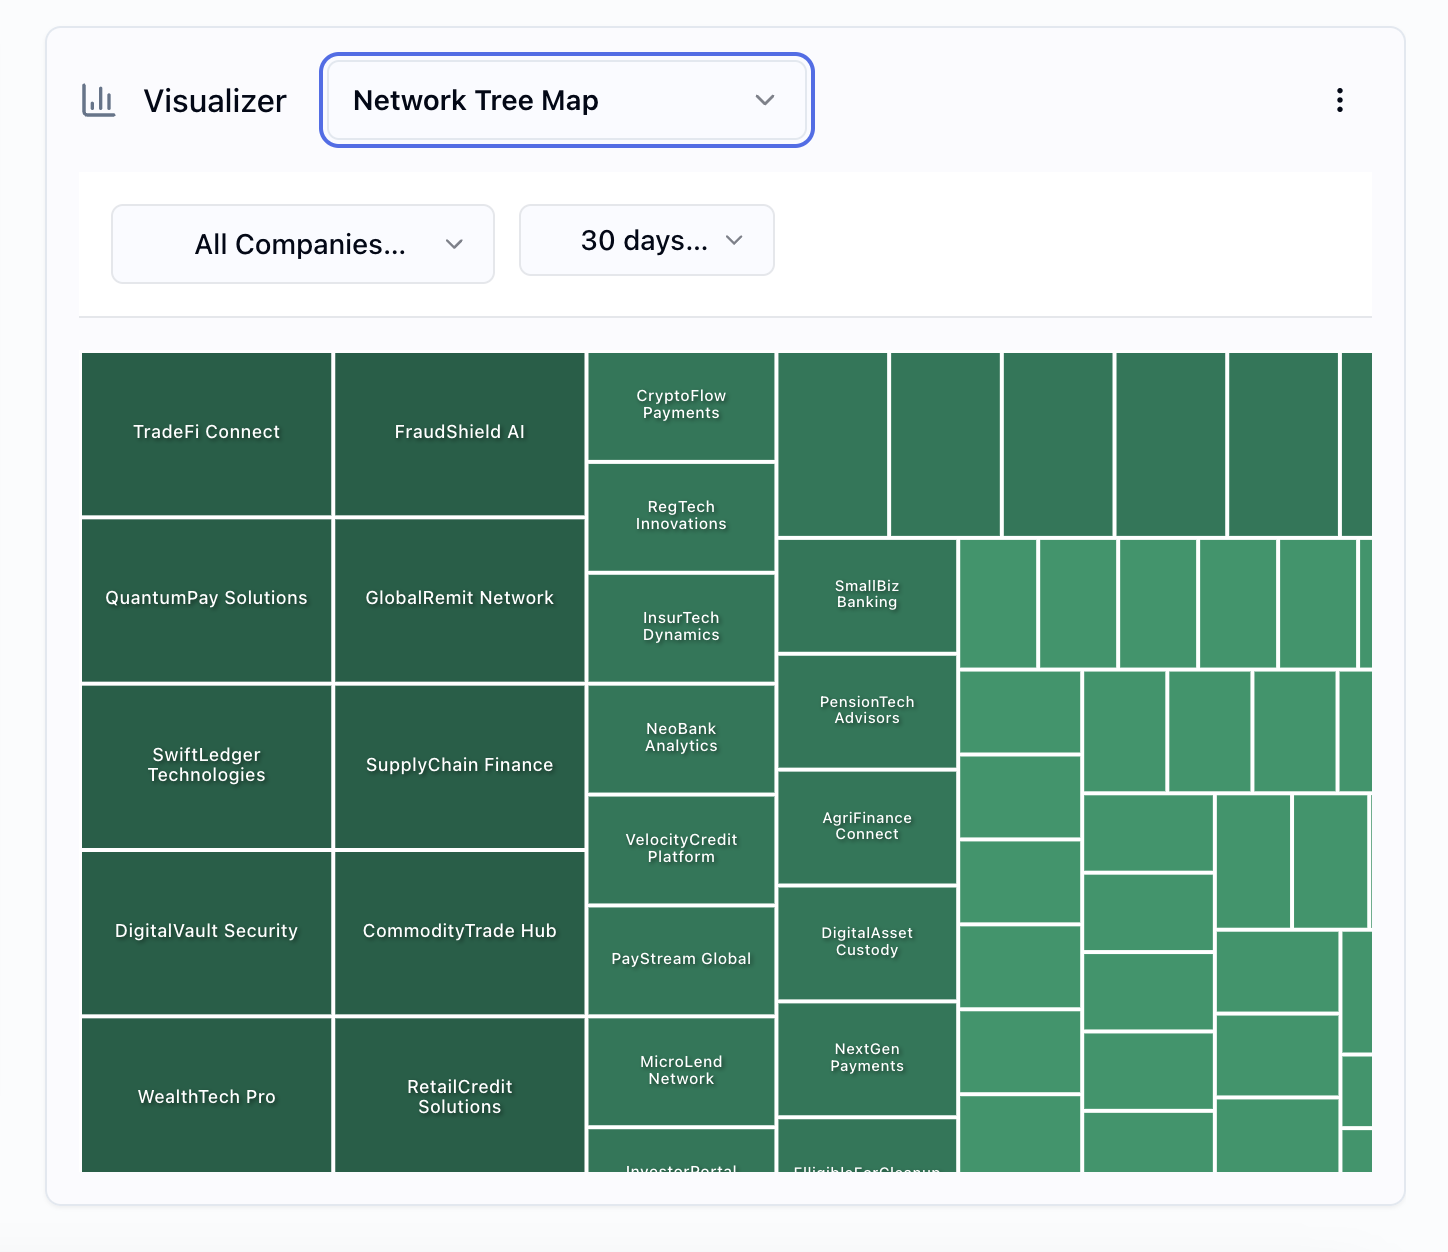 Visualizer
Network Tree Map
All Companies...
30 days...
TradeFi Connect
FraudShield AI
QuantumPay Solutions
GlobalRemit Network
SwiftLedger
Technologies
SupplyChain Finance
DigitalVault Security
CommodityTrade Hub
WealthTech Pro
RetailCredit
Solutions
CryptoFlow
Payments
RegTech
Innovations
InsurTech
Dynamics
NeoBank
Analytics
VelocityCredit
Platform
PayStream Global
MicroLend
Network
InvestorPortal
SmallBiz
Banking
PensionTech
Advisors
AgriFinance
Connect
DigitalAsset
Custody
NextGen
Payments
EligibleForCleanup